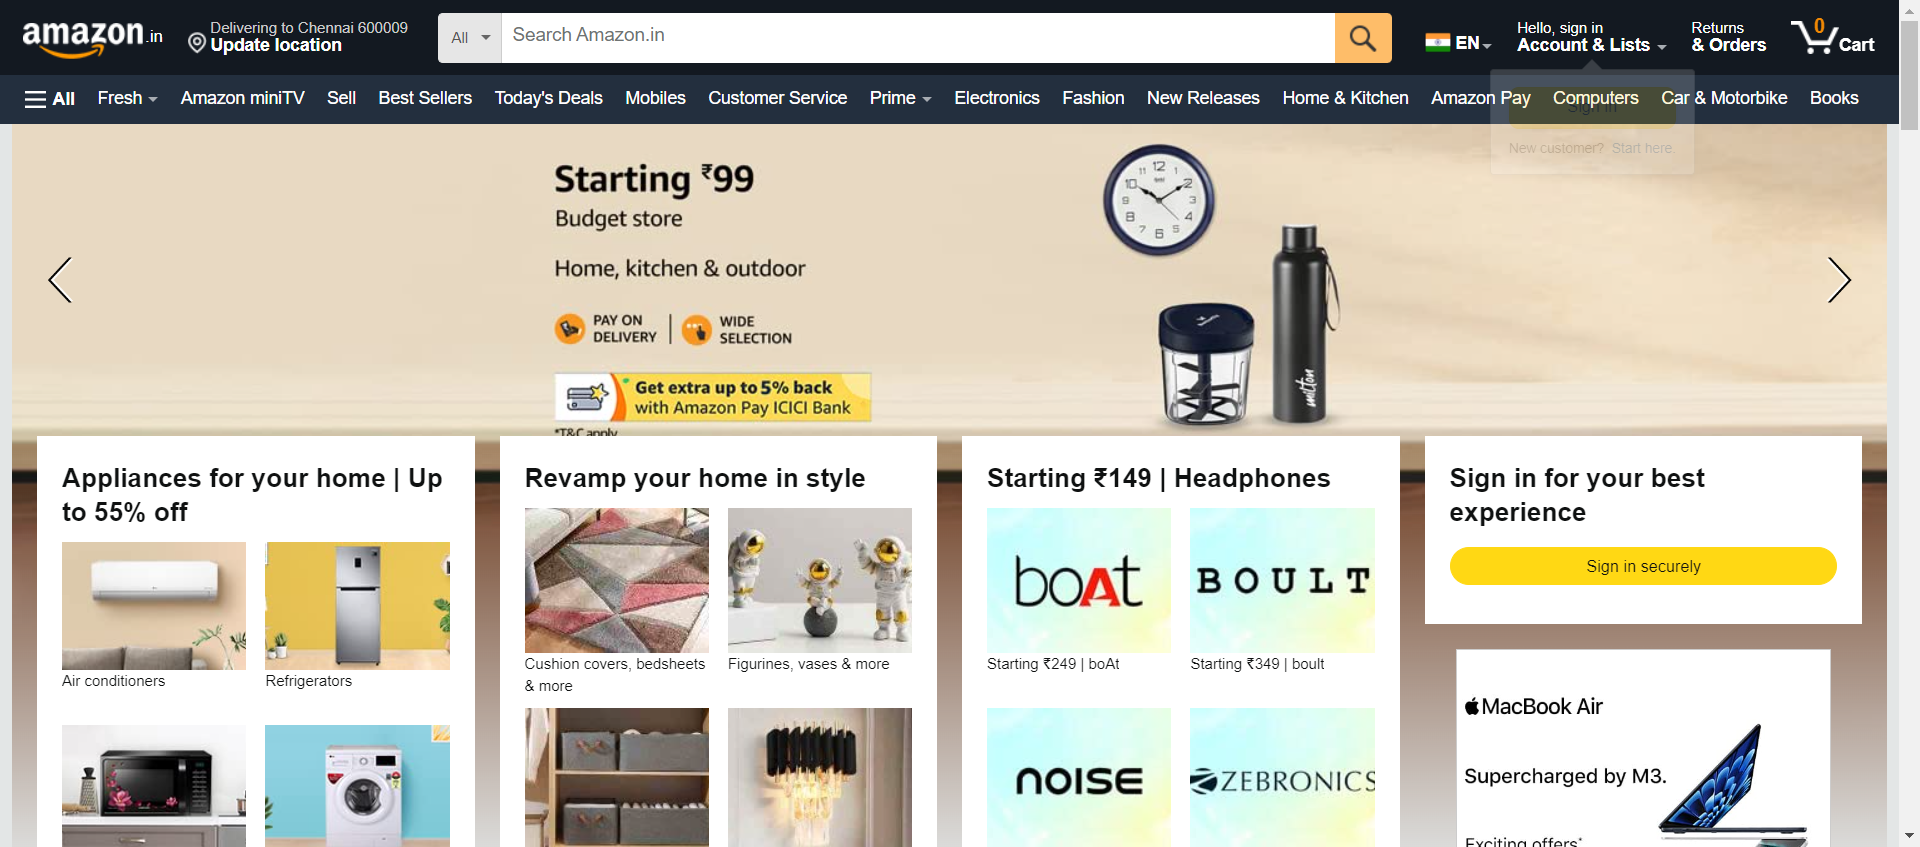 amazon.in
Delivering to Chennai 600009
Update location
All
Search Amazon.in
EN
Hello, sign in
Account & Lists
Returns
& Orders
0
Cart
All
Fresh
Amazon miniTV
Sell
Best Sellers
Today's Deals
Mobiles
Customer Service
Prime
Electronics
Fashion
New Releases
Home & Kitchen
Amazon Pay
Computers
Car & Motorbike
Books
Sign in
New customer? Start here.
Starting ₹99
Budget store
Home, kitchen & outdoor
PAY ON
DELIVERY
WIDE
SELECTION
Get extra up to 5% back
with Amazon Pay ICICI Bank
*T&C apply
milton
Appliances for your home | Up
to 55% off
Air conditioners
Refrigerators
Revamp your home in style
Cushion covers, bedsheets
& more
Figurines, vases & more
Starting ₹149 | Headphones
boAt
BOULT
Starting ₹249 | boAt
Starting ₹349 | boult
NOISE
ZEBRONICS
Sign in for your best
experience
Sign in securely
MacBook Air
Supercharged by M3.
Exciting offers*